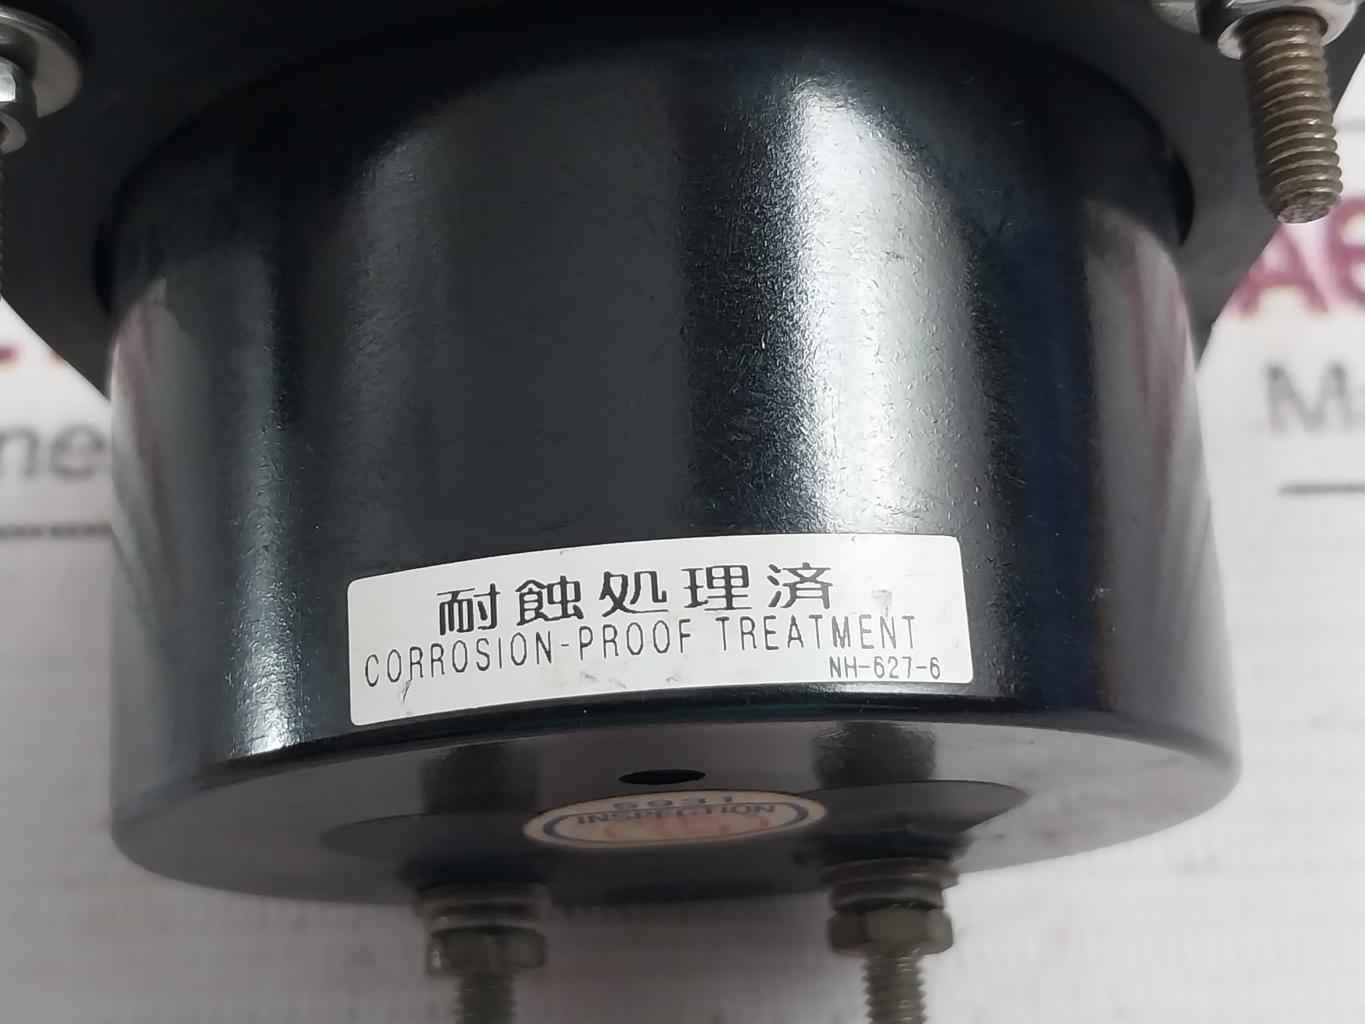 耐蝕処理済
CORROSION-PROOF TREATMENT
NH-627-6
INSPECTION